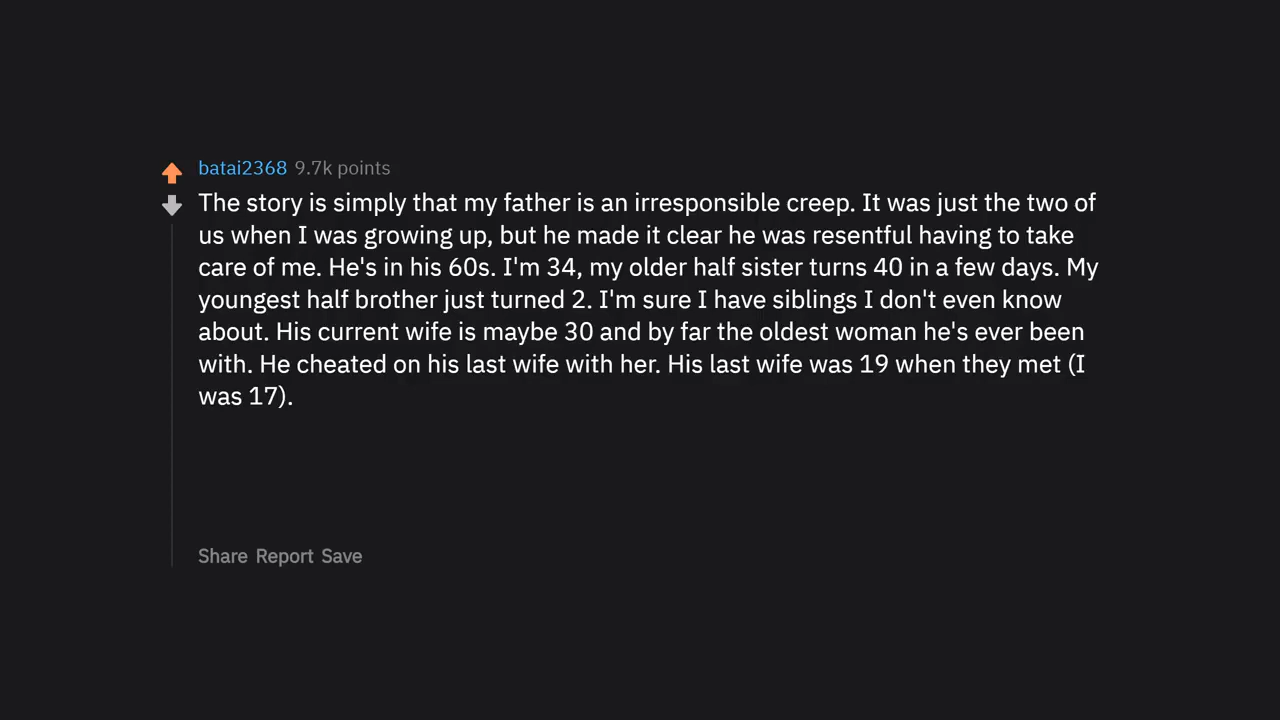 batai2368 9.7k points
The story is simply that my father is an irresponsible creep. It was just the two of
us when I was growing up, but he made it clear he was resentful having to take
care of me. He's in his 60s. I'm 34, my older half sister turns 40 in a few days. My
youngest half brother just turned 2. I'm sure I have siblings I don't even know
about. His current wife is maybe 30 and by far the oldest woman he's ever been
with. He cheated on his last wife with her. His last wife was 19 when they met (I
was 17).
Share Report Save